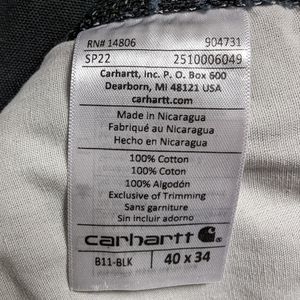 RN# 14806 904731
SP22 2510006049
Carhartt, Inc. P. O. Box 600
Dearborn, MI 48121 USA
carhartt.com
Made in Nicaragua
Fabriqué au Nicaragua
Hecho en Nicaragua
100% Cotton
100% Coton
100% Algodón
Exclusive of Trimming
Sans garniture
Sin incluir adorno
carhartt
B11-BLK 40 x 34